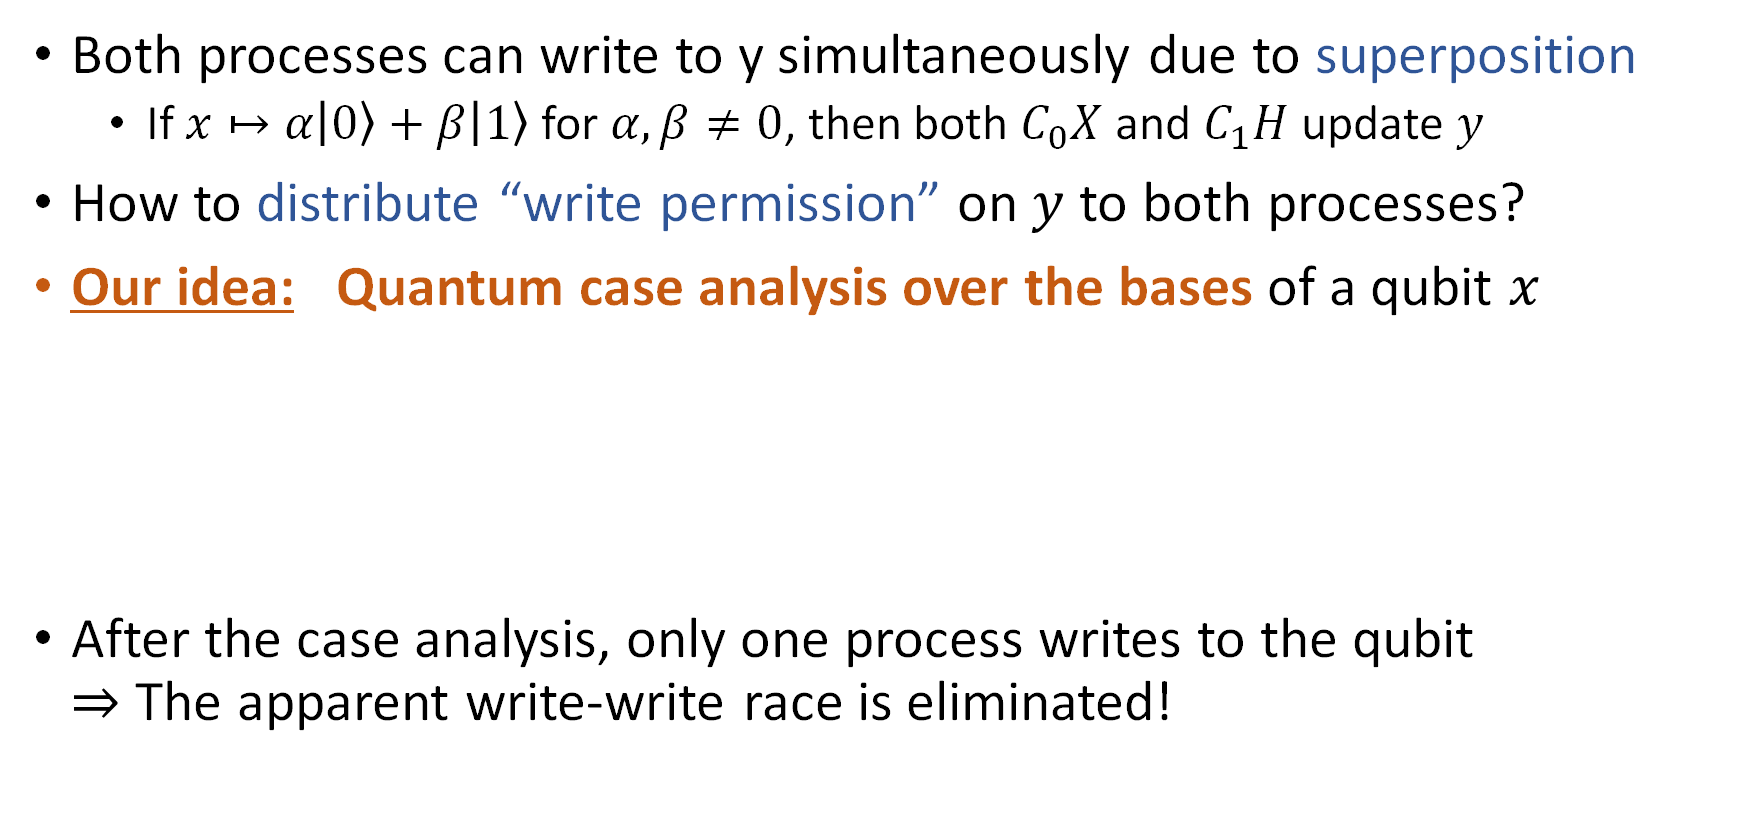 • Both processes can write to y simultaneously due to superposition
• If x ↦ α|0⟩ + β|1⟩ for α, β ≠ 0, then both C₀X and C₁H update y
• How to distribute “write permission” on y to both processes?
• Our idea: Quantum case analysis over the bases of a qubit x
• After the case analysis, only one process writes to the qubit
⇒ The apparent write-write race is eliminated!